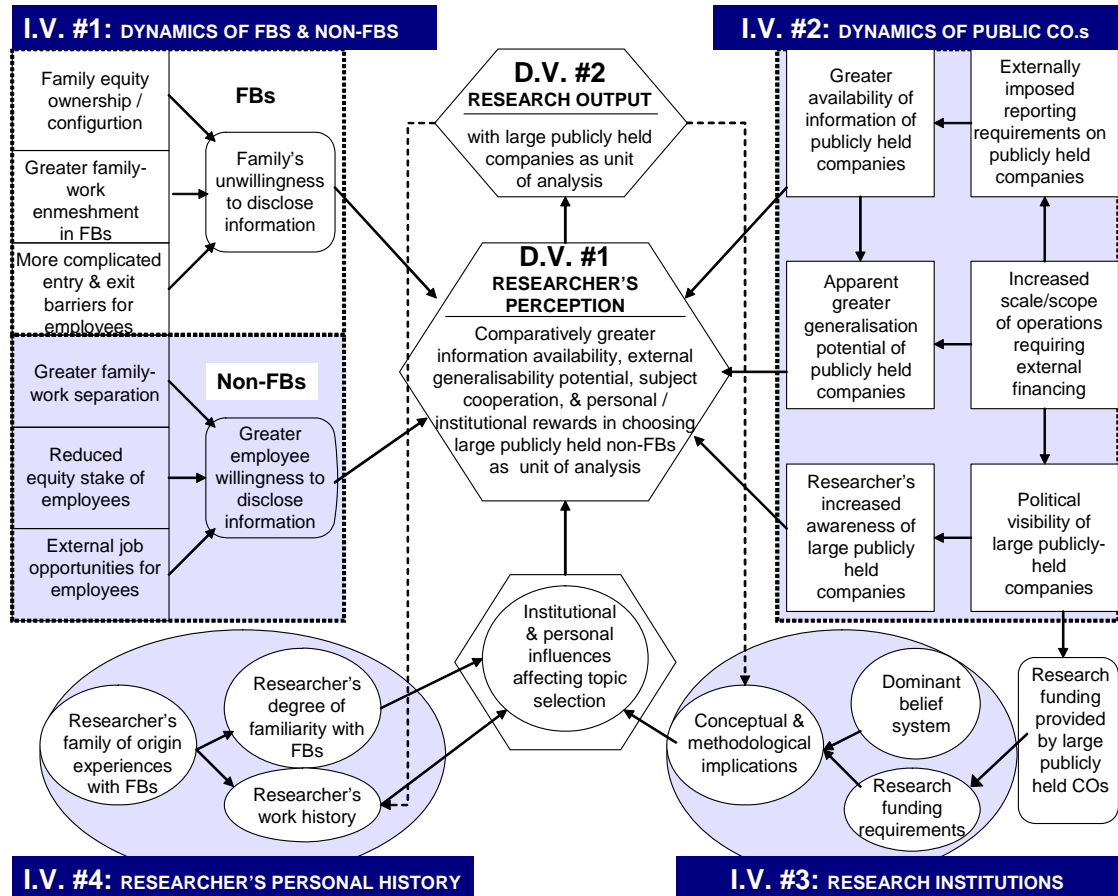 I.V. #1: DYNAMICS OF FBS & NON-FBS
Family equity
ownership /
configurtion
Greater family-
work
enmeshment
in FBs
More complicated
entry & exit
barriers for
employees
FBs
Family's
unwillingness
to disclose
information
Greater family-
work separation
Reduced
equity stake of
employees
External job
opportunities for
employees
Non-FBs
Greater
employee
willingness to
disclose
information
D.V. #2
RESEARCH OUTPUT
with large publicly held
companies as unit
of analysis
D.V. #1
RESEARCHER'S
PERCEPTION
Comparatively greater
information availability, external
generalisability potential, subject
cooperation, & personal /
institutional rewards in choosing
large publicly held non-FBs
as unit of analysis
Institutional
& personal
influences
affecting topic
selection
I.V. #2: DYNAMICS OF PUBLIC CO.s
Greater
availability of
information of
publicly held
companies
Externally
imposed
reporting
requirements on
publicly held
companies
Apparent
greater
generalisation
potential of
publicly held
companies
Increased
scale/scope
of operations
requiring
external
financing
Researcher's
increased
awareness of
large publicly
held
companies
Political
visibility of
large publicly-
held
companies
Researcher's
family of origin
experiences
with FBs
Researcher's
degree of
familiarity with
FBs
Researcher's
work history
Conceptual &
methodological
implications
Dominant
belief
system
Research
funding
requirements
Research
funding
provided
by large
publicly
held COs
I.V. #4: RESEARCHER'S PERSONAL HISTORY
I.V. #3: RESEARCH INSTITUTIONS